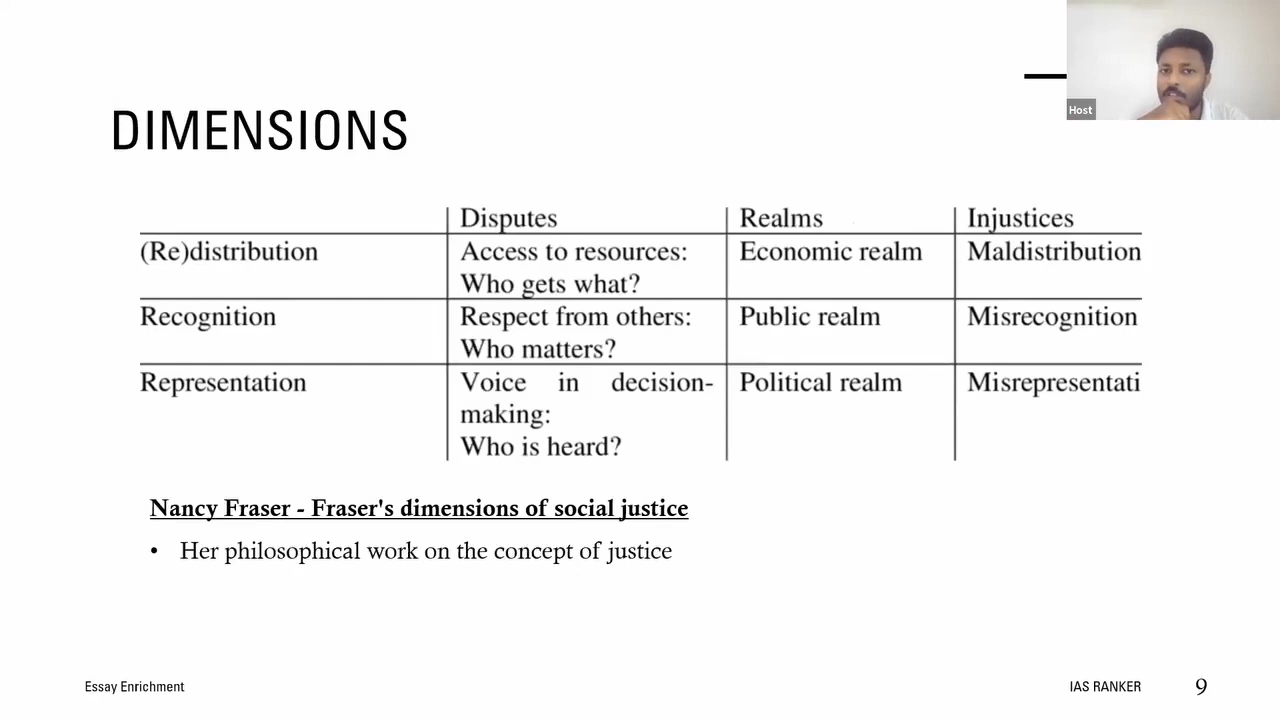 Host
DIMENSIONS
Disputes Realms Injustices
(Re)distribution Access to resources: Economic realm Maldistribution
Who gets what?
Recognition Respect from others: Public realm Misrecognition
Who matters?
Representation Voice in decision- Political realm Misrepresentati
making:
Who is heard?
Nancy Fraser - Fraser's dimensions of social justice
• Her philosophical work on the concept of justice
Essay Enrichment IAS RANKER 9